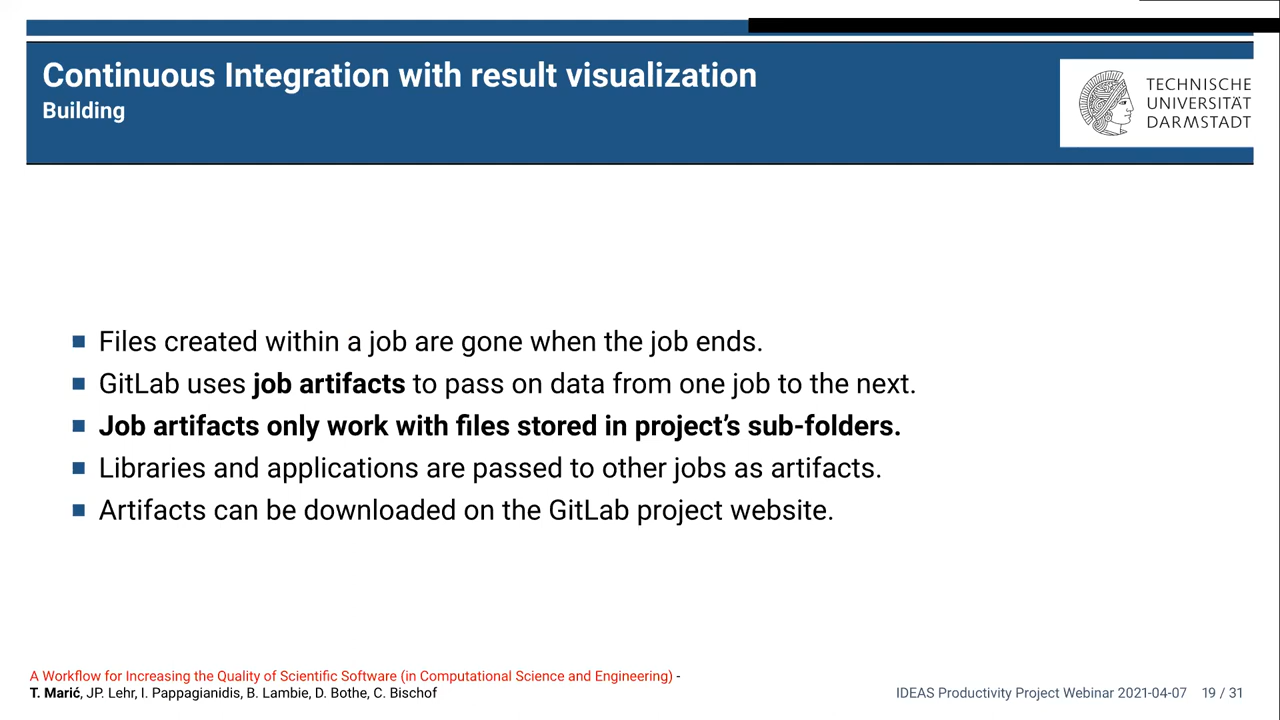 Continuous Integration with result visualization
Building
TECHNISCHE
UNIVERSITÄT
DARMSTADT
Files created within a job are gone when the job ends.
GitLab uses job artifacts to pass on data from one job to the next.
Job artifacts only work with files stored in project’s sub-folders.
Libraries and applications are passed to other jobs as artifacts.
Artifacts can be downloaded on the GitLab project website.
A Workflow for Increasing the Quality of Scientific Software (in Computational Science and Engineering) -
T. Marić, JP. Lehr, I. Pappagianidis, B. Lambie, D. Bothe, C. Bischof
IDEAS Productivity Project Webinar 2021-04-07 19 / 31